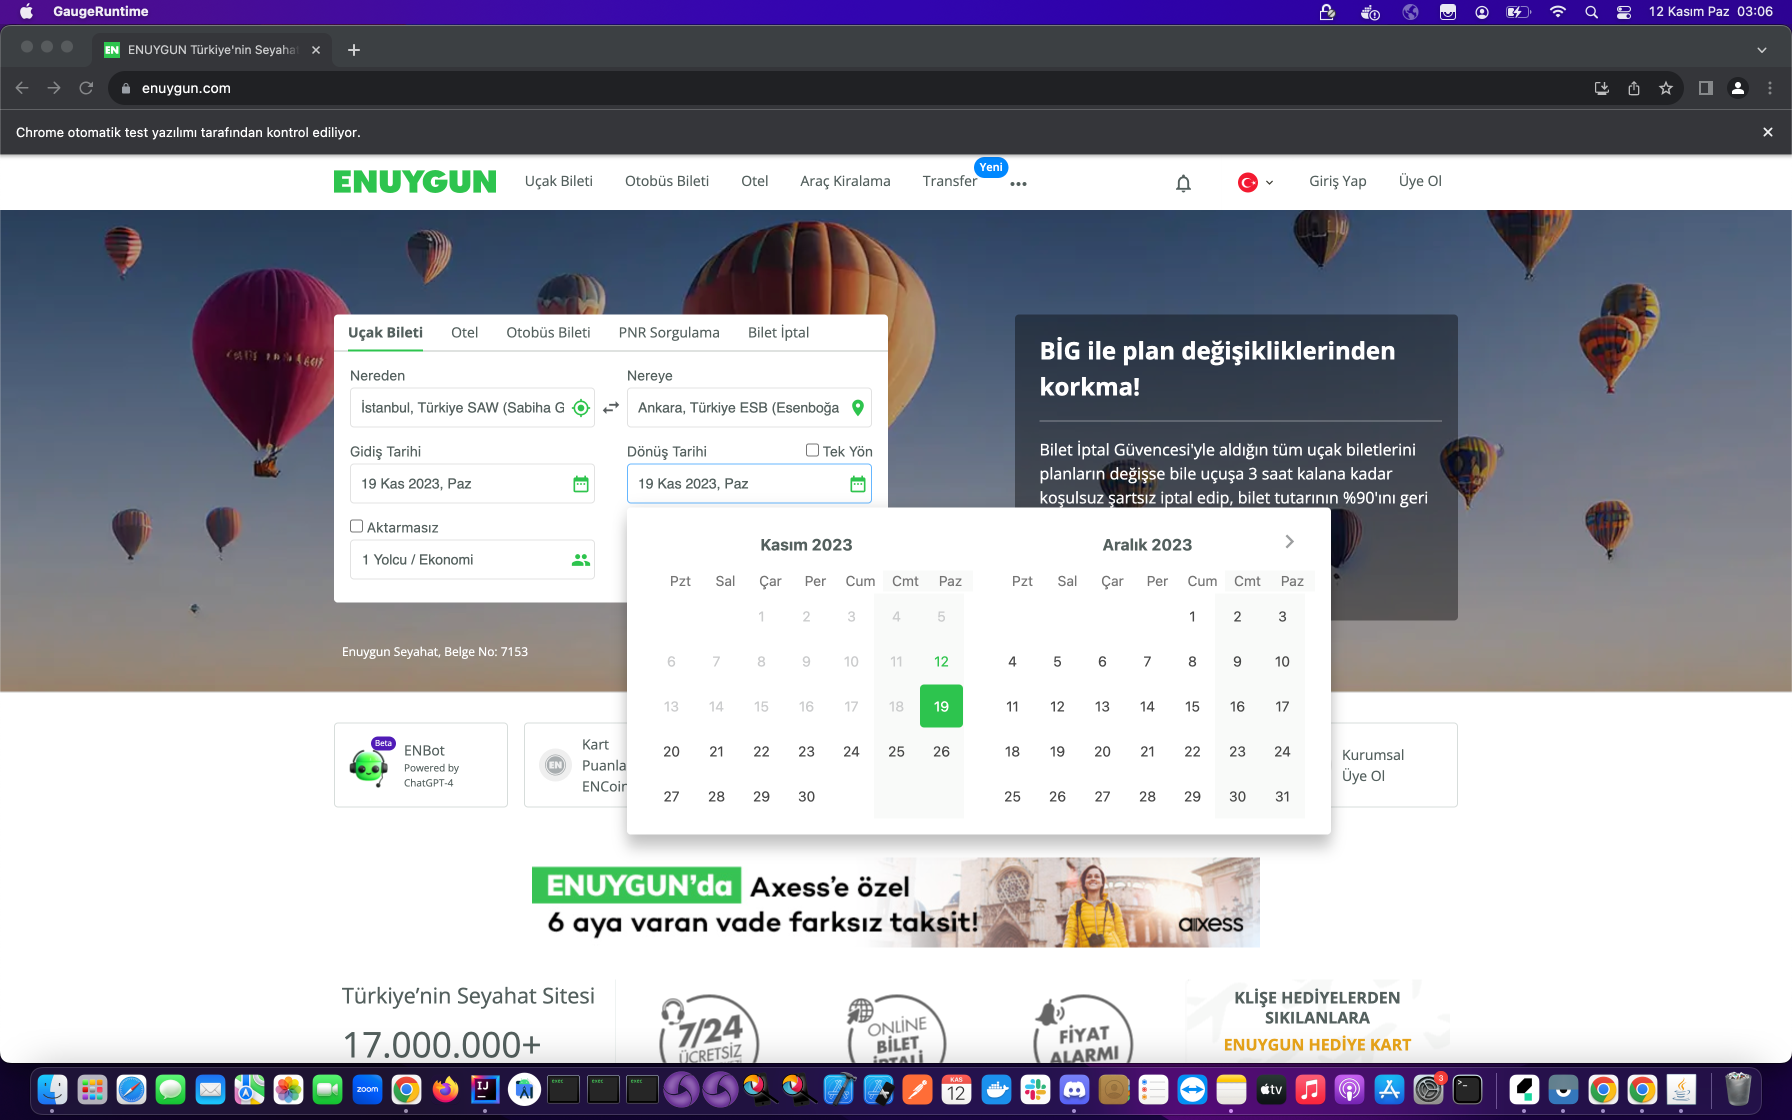 GaugeRuntime
12 Kasım Paz 03:06
EN ENUYGUN Türkiye'nin Seyaha
enuygun.com
Chrome otomatik test yazılımı tarafından kontrol ediliyor.
ENUYGUN
Uçak Bileti Otobüs Bileti Otel Araç Kiralama Transfer Yeni
Giriş Yap Üye Ol
Uçak Bileti Otel Otobüs Bileti PNR Sorgulama Bilet İptal
Nereden Nereye
İstanbul, Türkiye SAW (Sabiha G
Ankara, Türkiye ESB (Esenboğa
Gidiş Tarihi Dönüş Tarihi Tek Yön
19 Kas 2023, Paz 19 Kas 2023, Paz
Aktarmasız
1 Yolcu / Ekonomi
BİG ile plan değişikliklerinden
korkma!
Bilet İptal Güvencesi'yle aldığın tüm uçak biletlerini
planların değişse bile uçuşa 3 saat kalana kadar
koşulsuz şartsız iptal edip, bilet tutarının %90'ını geri
Kasım 2023
Pzt Sal Çar Per Cum Cmt Paz
1 2 3 4 5
6 7 8 9 10 11 12
13 14 15 16 17 18 19
20 21 22 23 24 25 26
27 28 29 30
Aralık 2023
Pzt Sal Çar Per Cum Cmt Paz
1 2 3
4 5 6 7 8 9 10
11 12 13 14 15 16 17
18 19 20 21 22 23 24
25 26 27 28 29 30 31
Enuygun Seyahat, Belge No: 7153
Beta
ENBot
Powered by
ChatGPT-4
EN
Kart
Puanla
ENCoin
Kurumsal
Üye Ol
ENUYGUN'da Axess'e özel
6 aya varan vade farksız taksit!
axess
Türkiye'nin Seyahat Sitesi
17.000.000+
7/24
ÜCRETSİZ
ONLINE
BİLET
İPTALİ
FİYAT
ALARMI
KLİŞE HEDİYELERDEN
SIKILANLARA
ENUYGUN HEDİYE KART
zoom
IJ
KAS
12
tv
3